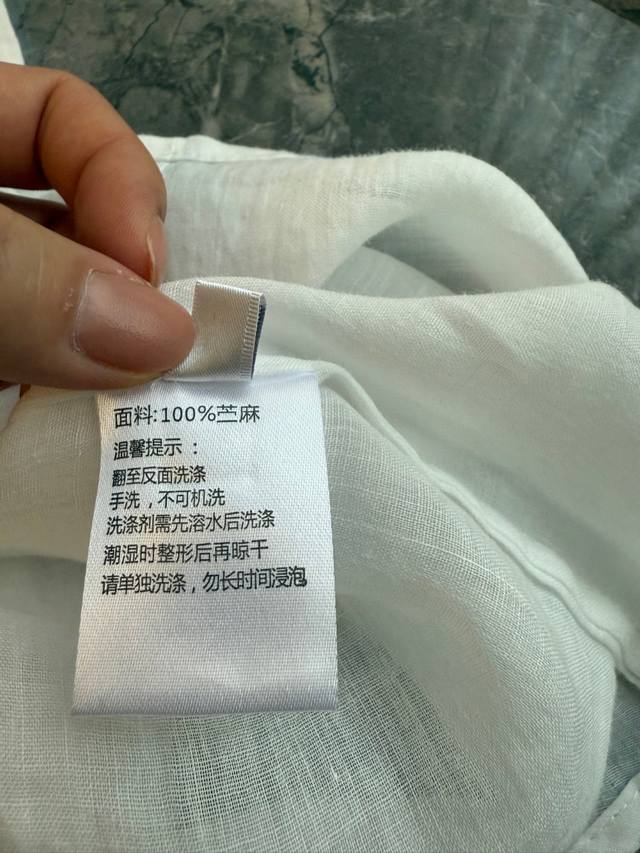 面料:100%苎麻
温馨提示：
翻至反面洗涤
手洗，不可机洗
洗涤剂需先溶水后洗涤
潮湿时整形后再晾干
请单独洗涤，勿长时间浸泡。